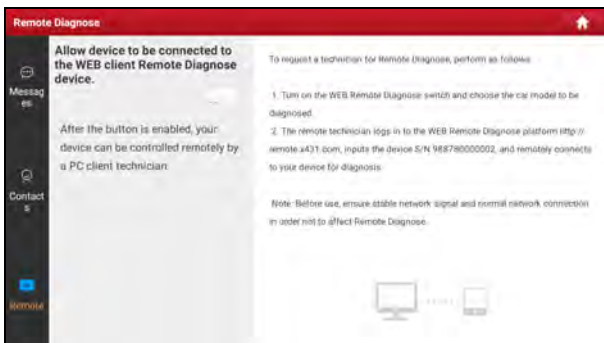 Remote Diagnose
Messag
es
Contact
s
Remote
Allow device to be connected to
the WEB client Remote Diagnose
device.
After the button is enabled, your
device can be controlled remotely by
a PC client technician
To request a technician for Remote Diagnose, perform as follows:
1. Turn on the WEB Remote Diagnose switch and choose the car model to be
diagnosed.
2. The remote technician logs in to the WEB Remote Diagnose platform http://
remote.x431.com, inputs the device S/N 988780000002, and remotely connects
to your device for diagnosis.
Note: Before use, ensure stable network signal and normal network connection
in order not to affect Remote Diagnose.